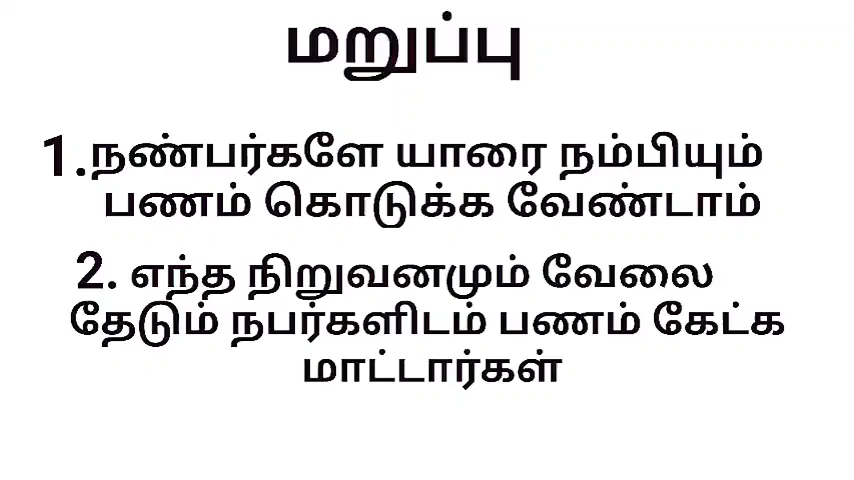 மறுப்பு
1.நண்பர்களே யாரை நம்பியும்
பணம் கொடுக்க வேண்டாம்
2. எந்த நிறுவனமும் வேலை
தேடும் நபர்களிடம் பணம் கேட்க
மாட்டார்கள்